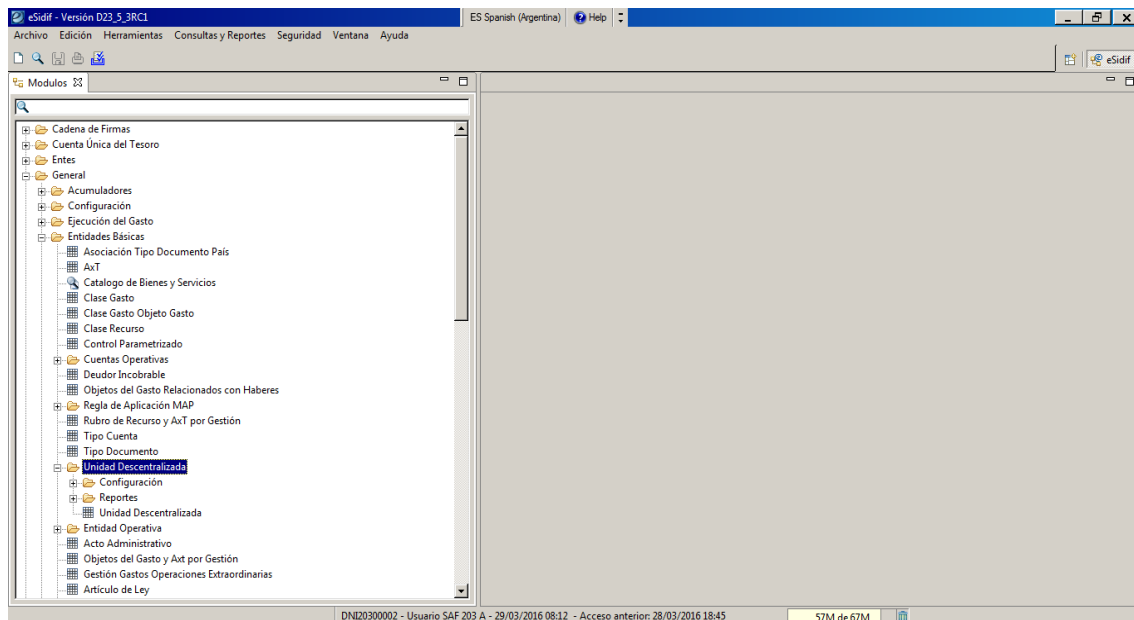 eSidif - Versión D23_5_3RC1
ES Spanish (Argentina) Help
Archivo Edición Herramientas Consultas y Reportes Seguridad Ventana Ayuda
eSidif
Modulos
Cadena de Firmas
Cuenta Única del Tesoro
Entes
General
Acumuladores
Configuración
Ejecución del Gasto
Entidades Básicas
Asociación Tipo Documento País
AxT
Catalogo de Bienes y Servicios
Clase Gasto
Clase Gasto Objeto Gasto
Clase Recurso
Control Parametrizado
Cuentas Operativas
Deudor Incobrable
Objetos del Gasto Relacionados con Haberes
Regla de Aplicación MAP
Rubro de Recurso y AxT por Gestión
Tipo Cuenta
Tipo Documento
Unidad Descentralizada
Configuración
Reportes
Unidad Descentralizada
Entidad Operativa
Acto Administrativo
Objetos del Gasto y Axt por Gestión
Gestión Gastos Operaciones Extraordinarias
Artículo de Ley
DNI20300002 - Usuario SAF 203 A - 29/03/2016 08:12 - Acceso anterior: 28/03/2016 18:45
57M de 67M